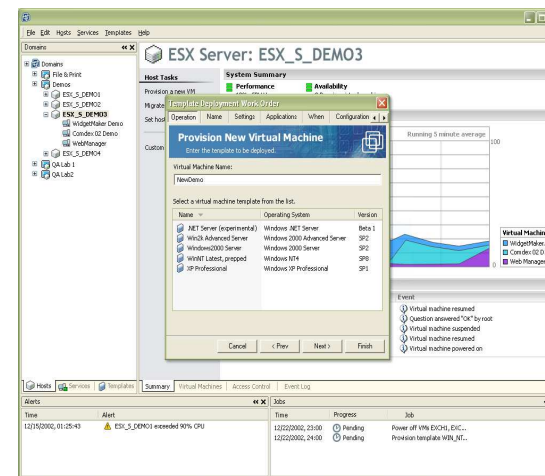 File Edit Hosts Services Templates Help
Domains
ESX Server: ESX_S_DEMO3
Domains
File & Print
Demos
ESX_S_DEMO1
ESX_S_DEMO2
ESX_S_DEMO3
WidgetMaker Demo
Comdex 02 Demo
WebManager
ESX_S_DEMO4
QA Lab 1
QA Lab2
Host Tasks
Provision a new VM
Migrate
Set host
Custom
System Summary
Performance
Availability
Template Deployment Work Order
Operation Name Settings Applications When Configuration
Provision New Virtual Machine
Enter the template to be deployed.
Virtual Machine Name:
NewDemo
Select a virtual machine template from the list.
Name Operating System Version
.NET Server (experimental) Windows .NET Server Beta 1
Win2k Advanced Server Windows 2000 Advanced Server SP2
Windows2000 Server Windows 2000 Server SP2
WinNT Latest, prepped Windows NT4 SP8
XP Professional Windows XP Professional SP1
Cancel < Prev Next > Finish
Running 5 minute average
100
0
Virtual Machin
WidgetMaker.
Comdex 02 D
Web Manager
Event
Virtual machine resumed
Question answered "OK" by root
Virtual machine suspended
Virtual machine resumed
Virtual machine powered on
Hosts Services Templates
Summary Virtual Machines Access Control Event Log
Alerts
Time Alert
12/15/2002, 01:25:43 ESX_S_DEMO1 exceeded 90% CPU
Jobs
Time Progress Job
12/22/2002, 23:00 Pending Power off VMs EXCH1, EXC...
12/22/2002, 24:00 Pending Provision template WIN_NT...